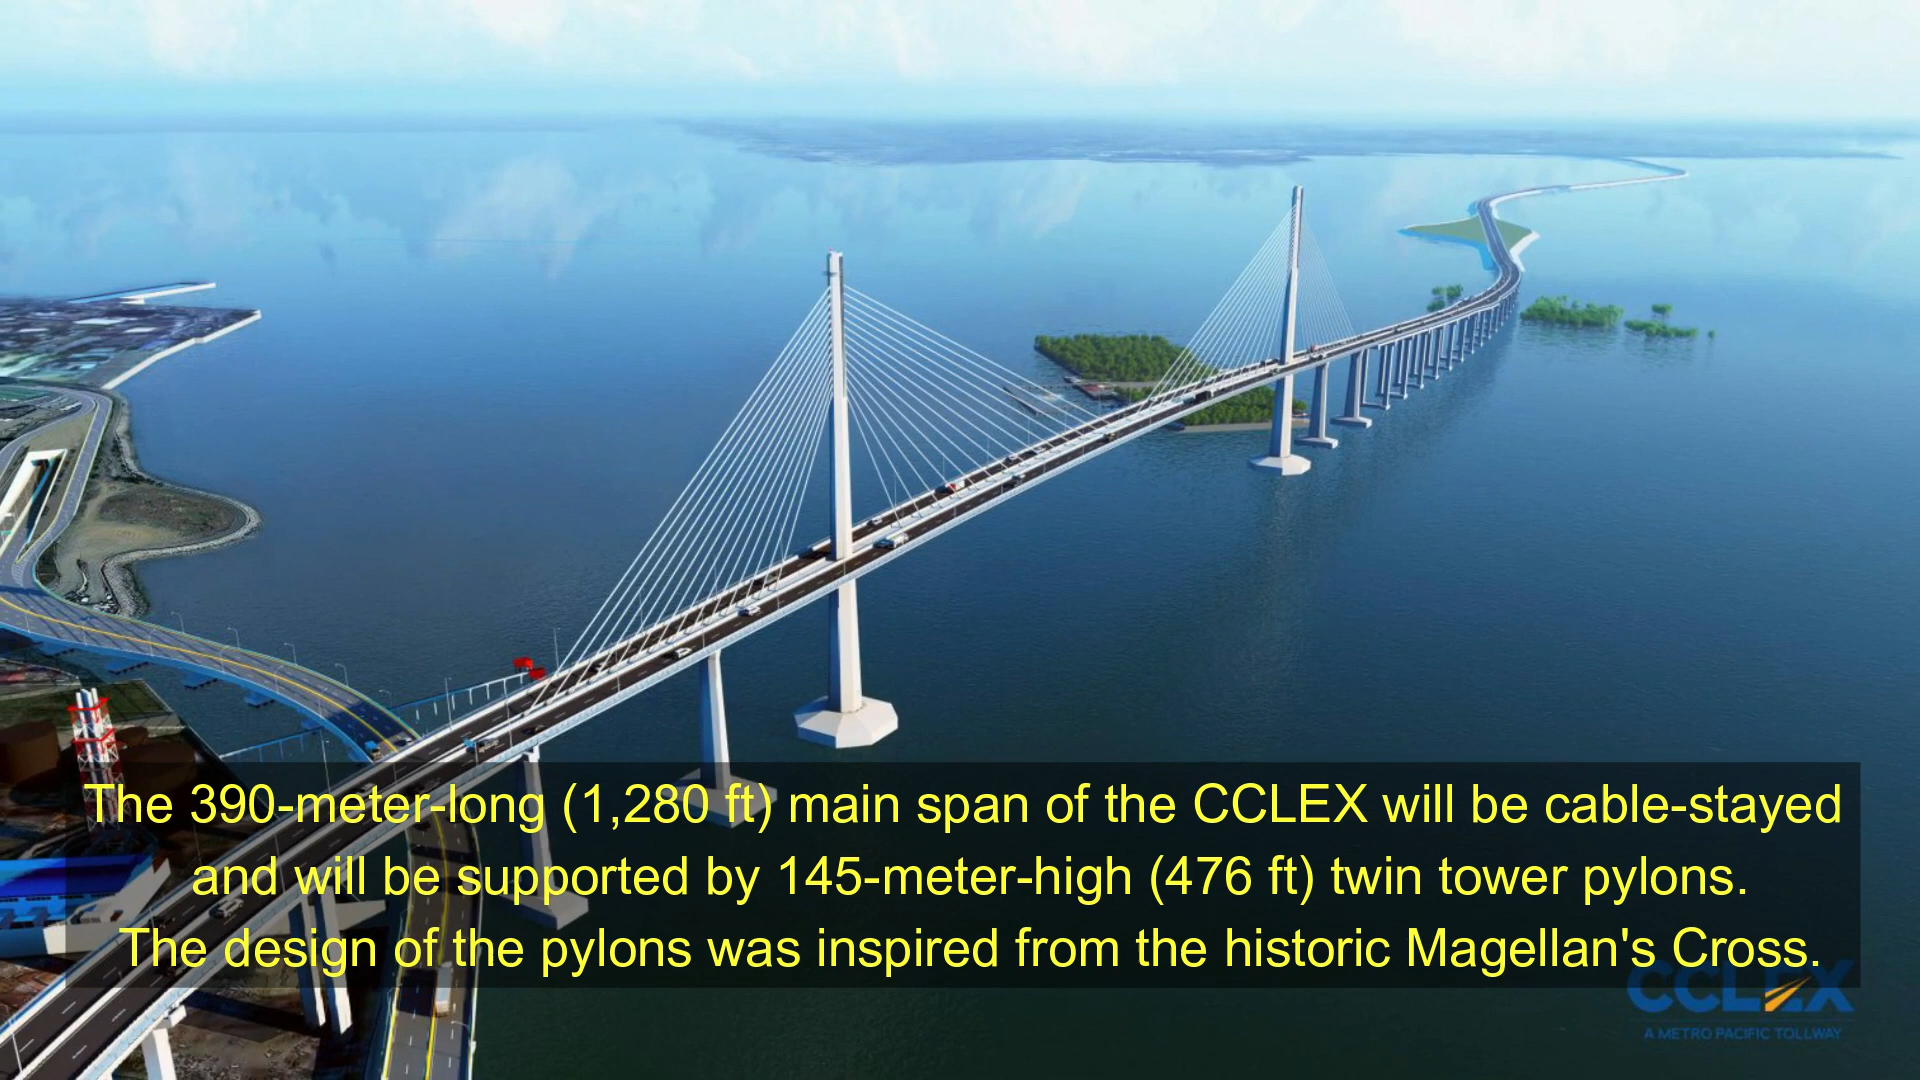 The 390-meter-long (1,280 ft) main span of the CCLEX will be cable-stayed
and will be supported by 145-meter-high (476 ft) twin tower pylons.
The design of the pylons was inspired from the historic Magellan's Cross.
CCLEX
A METRO PACIFIC TOLLWAY